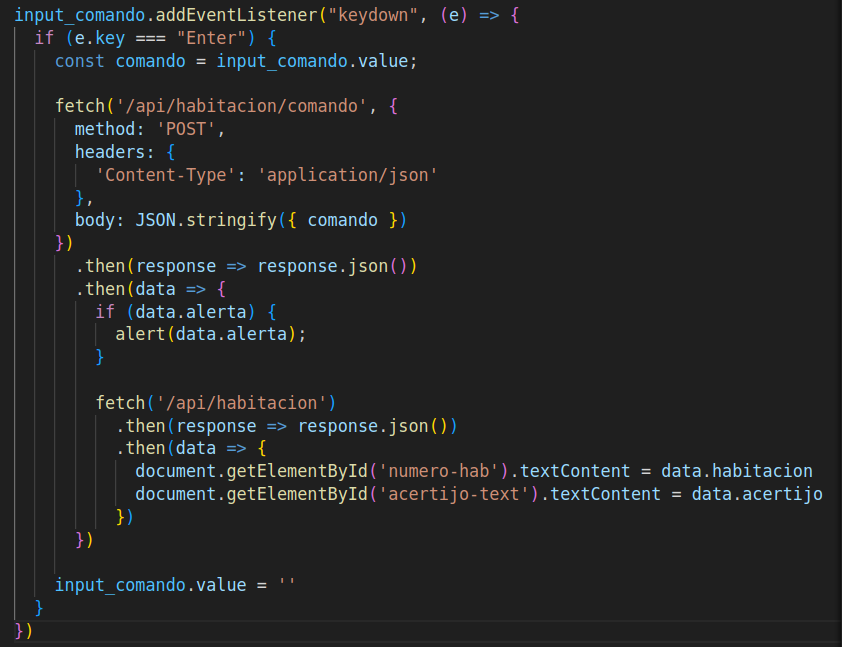 input_comando.addEventListener("keydown", (e) => {
  if (e.key === "Enter") {
    const comando = input_comando.value;

    fetch('/api/habitacion/comando', {
      method: 'POST',
      headers: {
        'Content-Type': 'application/json'
      },
      body: JSON.stringify({ comando })
    })
      .then(response => response.json())
      .then(data => {
        if (data.alerta) {
          alert(data.alerta);
        }

        fetch('/api/habitacion')
          .then(response => response.json())
          .then(data => {
            document.getElementById('numero-hab').textContent = data.habitacion
            document.getElementById('acertijo-text').textContent = data.acertijo
          })
      })

    input_comando.value = ''
  }
})